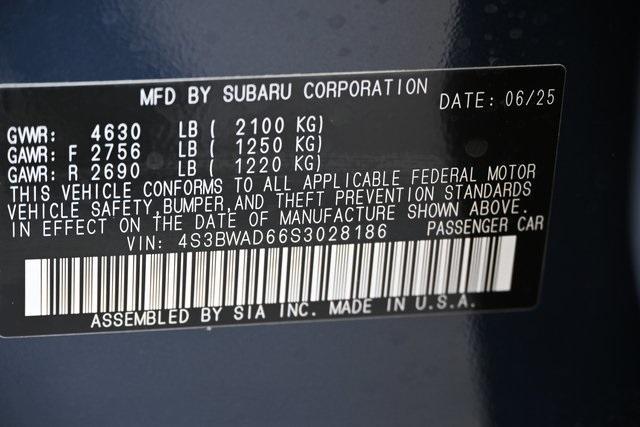 MFD BY SUBARU CORPORATION DATE: 06/25
GVWR: 4630 LB ( 2100 KG)
GAWR: F 2756 LB ( 1250 KG)
GAWR: R 2690 LB ( 1220 KG)
THIS VEHICLE CONFORMS TO ALL APPLICABLE FEDERAL MOTOR
VEHICLE SAFETY, BUMPER, AND THEFT PREVENTION STANDARDS
IN EFFECT ON THE DATE OF MANUFACTURE SHOWN ABOVE.
VIN: 4S3BWAD66S3028186 PASSENGER CAR
ASSEMBLED BY SIA INC. MADE IN U.S.A.